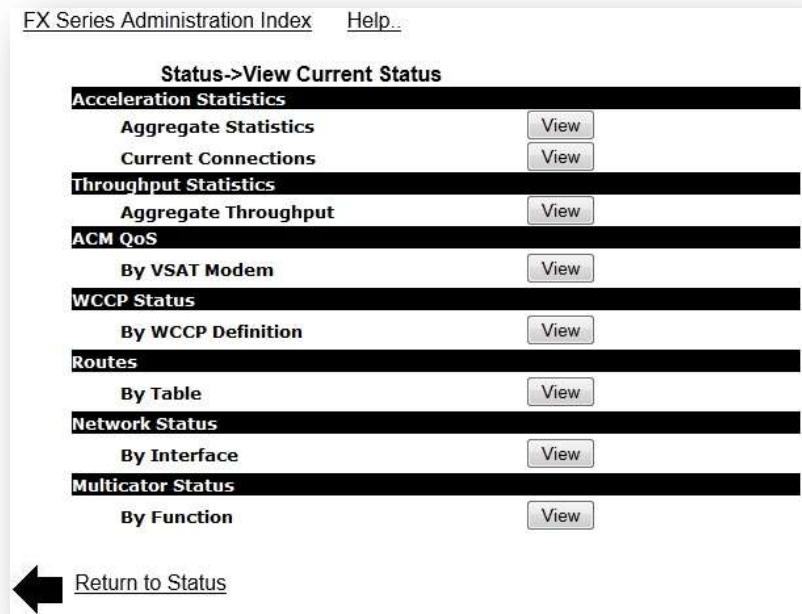 FX Series Administration Index Help..
Status->View Current Status
Acceleration Statistics
Aggregate Statistics View
Current Connections View
Throughput Statistics
Aggregate Throughput View
ACM QoS
By VSAT Modem View
WCCP Status
By WCCP Definition View
Routes
By Table View
Network Status
By Interface View
Multicator Status
By Function View
Return to Status